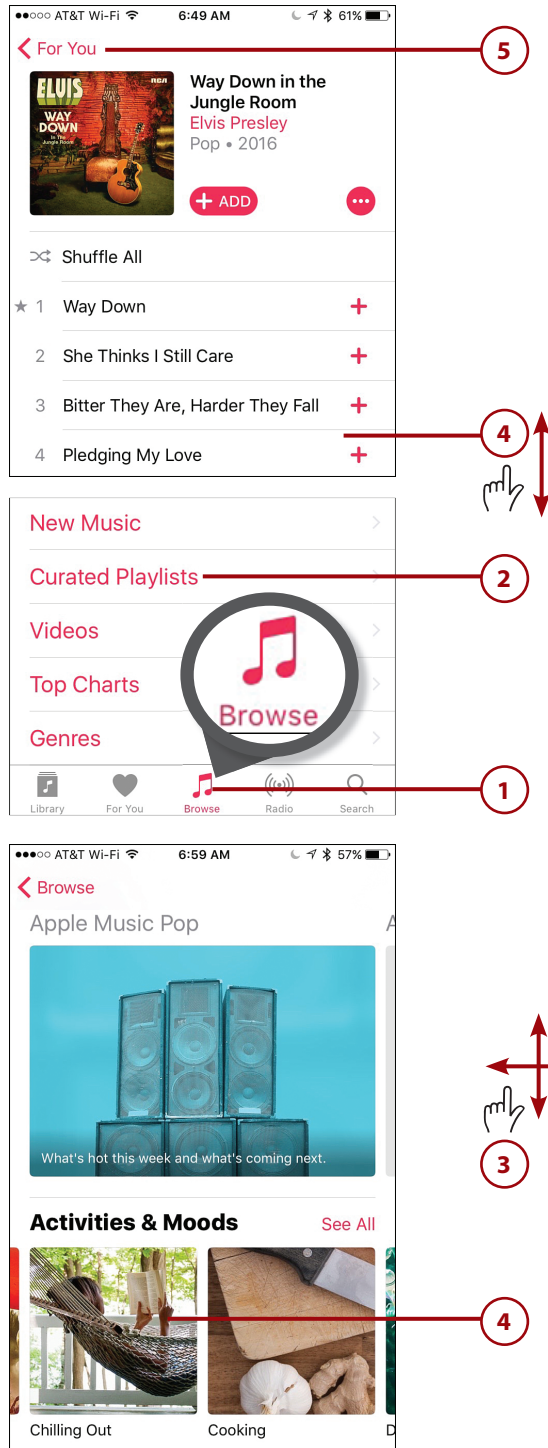 AT&T Wi-Fi 6:49 AM 61%
For You
5
ELVIS
RCA
WAY
DOWN
In The
Jungle Room
Way Down in the
Jungle Room
Elvis Presley
Pop • 2016
+ ADD
Shuffle All
★ 1 Way Down +
2 She Thinks I Still Care +
3 Bitter They Are, Harder They Fall +
4
4 Pledging My Love +
New Music
Curated Playlists
2
Videos
Top Charts
Genres
Browse
Library For You Browse Radio Search
1
AT&T Wi-Fi 6:59 AM 57%
Browse
Apple Music Pop A
What's hot this week and what's coming next.
3
Activities & Moods See All
4
Chilling Out Cooking D